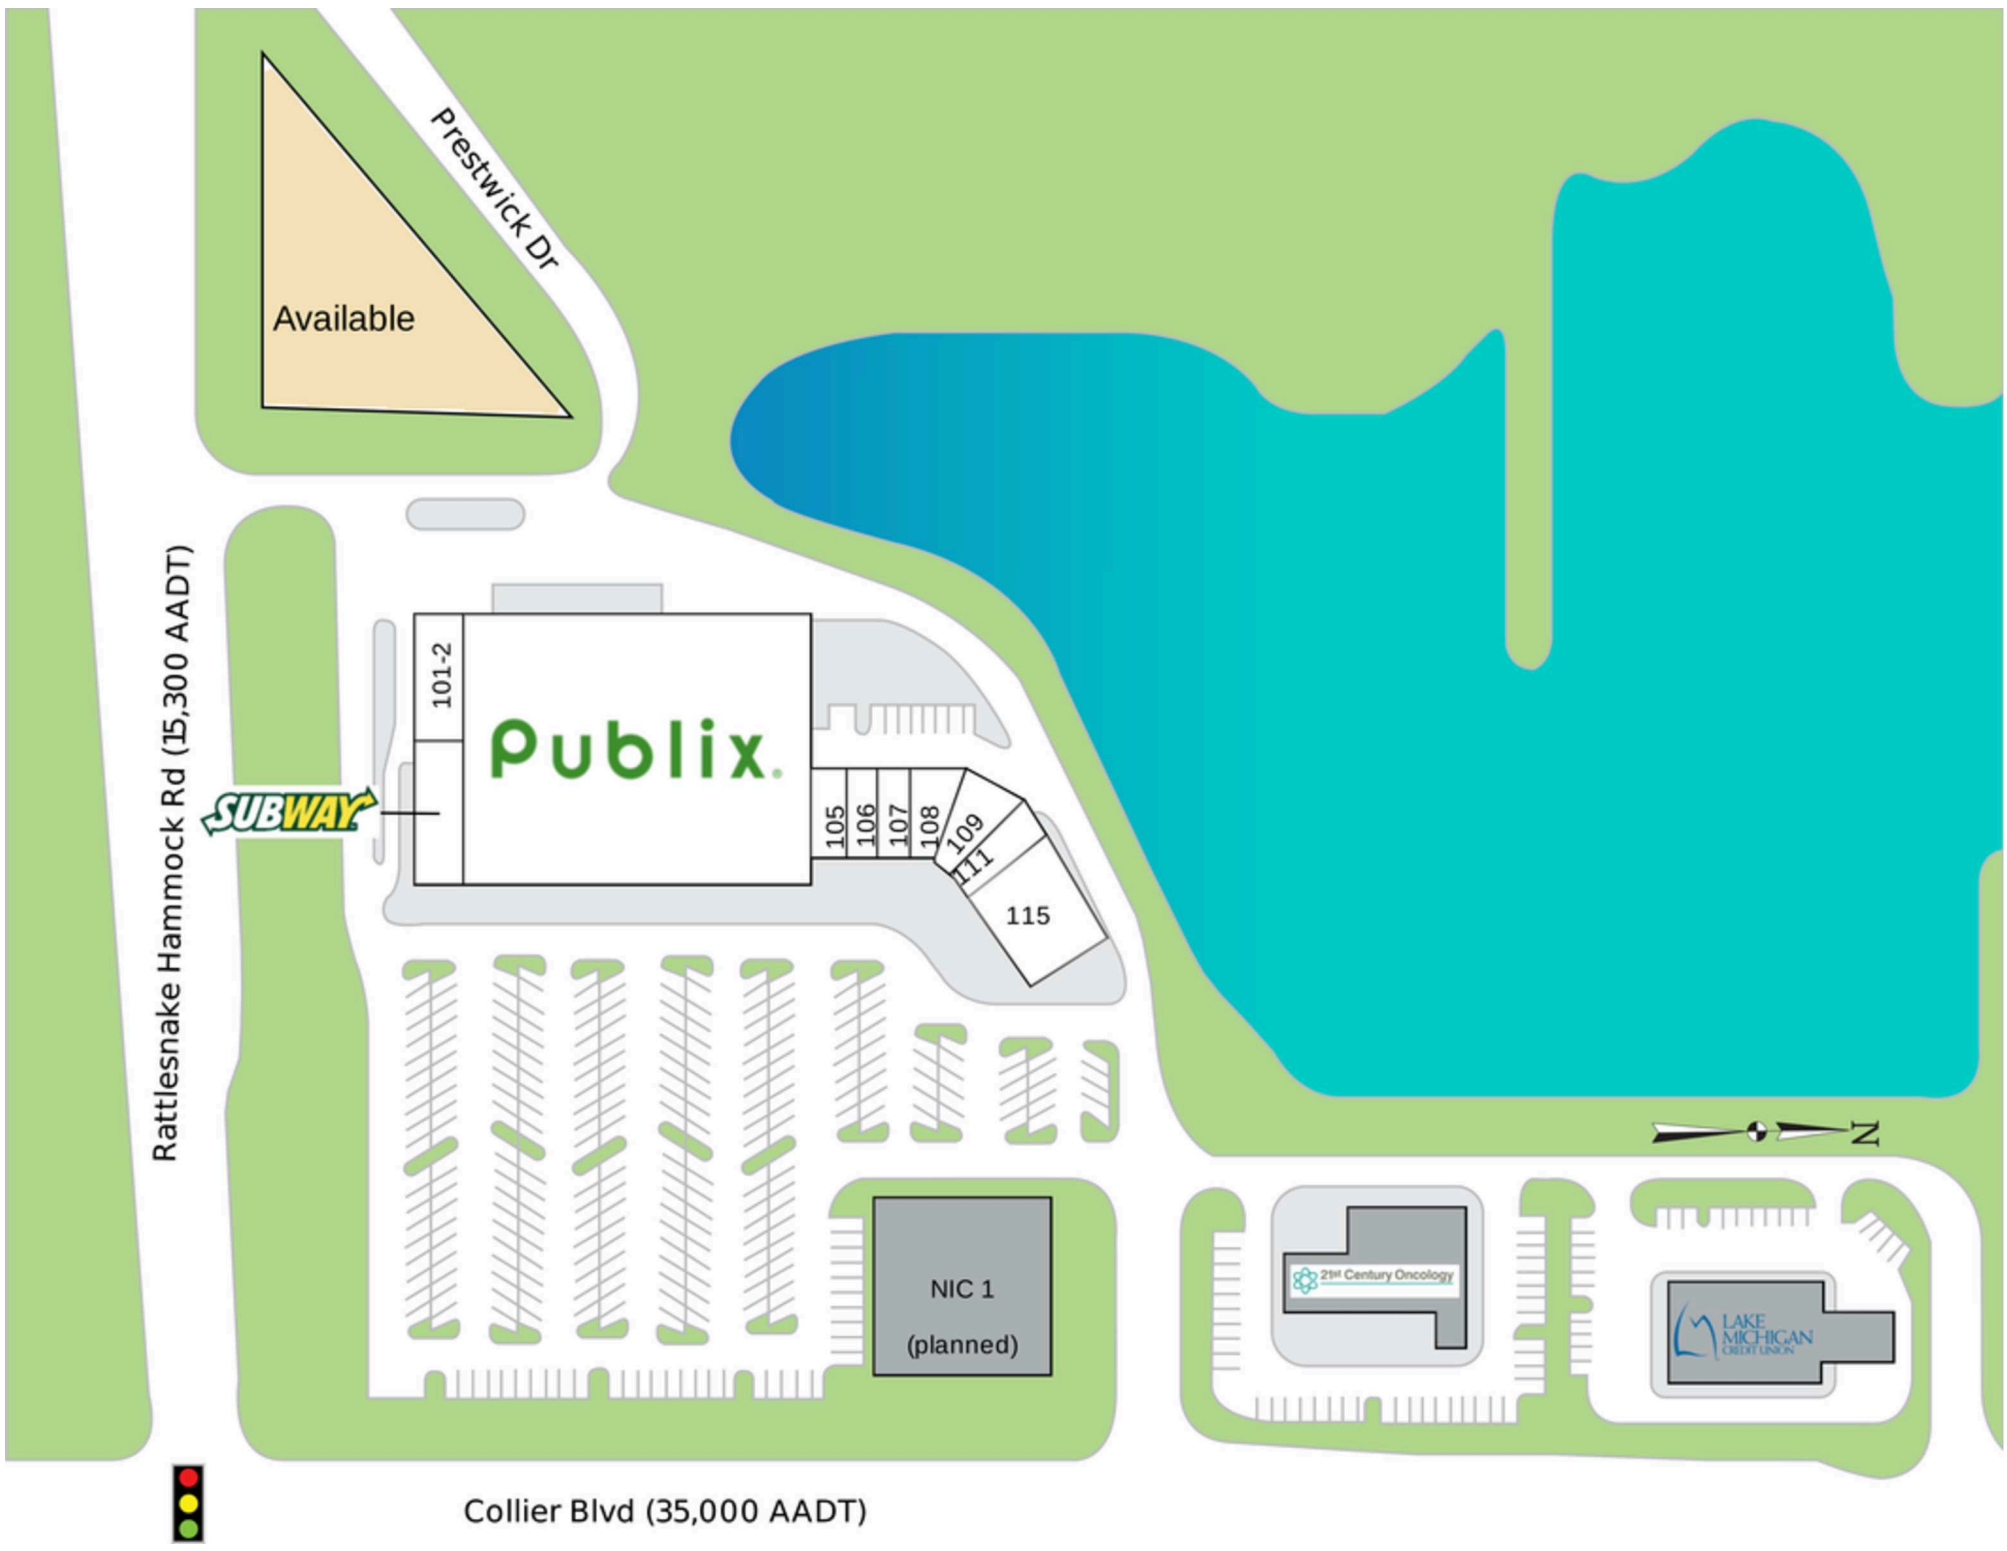 Prestwick Dr
Available
Rattlesnake Hammock Rd (15,300 AADT)
101-2
Publix.
SUBWAY
105
106
107
108
109
111
115
N
NIC 1
(planned)
21st Century Oncology
LAKE
MICHIGAN
CREDIT UNION
Collier Blvd (35,000 AADT)